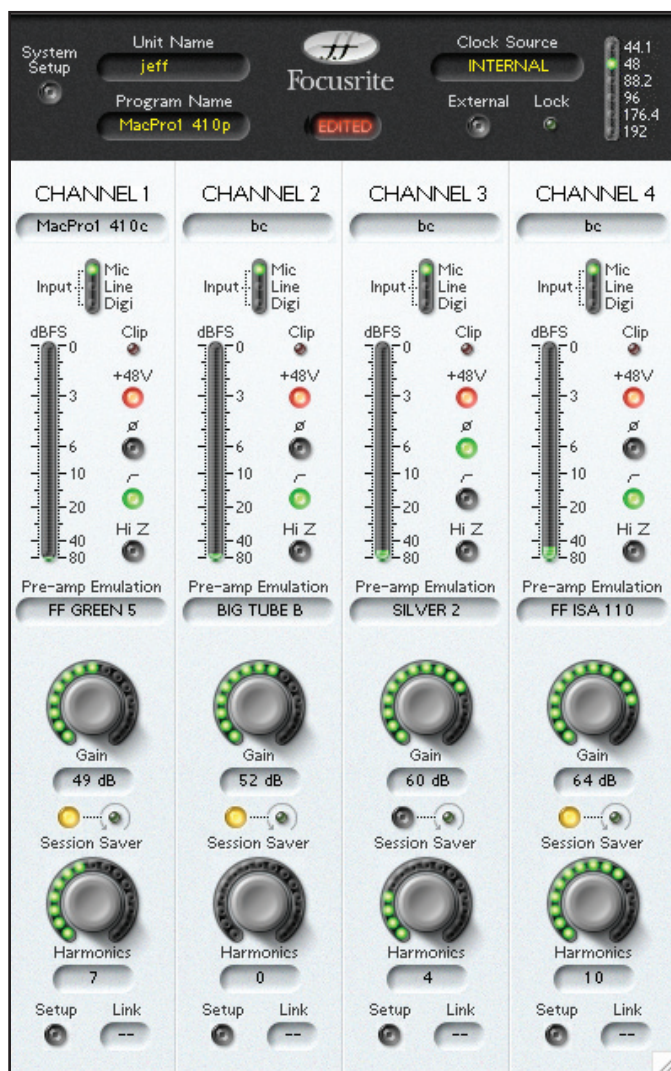 System Setup
Unit Name
jeff
Program Name
MacPro1 410p
ff
Focusrite
EDITED
Clock Source
INTERNAL
External Lock
44.1
48
88.2
96
176.4
192
CHANNEL 1
MacPro1 410c
Input
Mic
Line
Digi
dBFS
Clip
0
+48V
3
ø
6
10
20
Hi Z
40
80
Pre-amp Emulation
FF GREEN 5
Gain
49 dB
Session Saver
Harmonics
7
Setup Link
--
CHANNEL 2
bc
Input
Mic
Line
Digi
dBFS
Clip
0
+48V
3
ø
6
10
20
Hi Z
40
80
Pre-amp Emulation
BIG TUBE B
Gain
52 dB
Session Saver
Harmonics
0
Setup Link
--
CHANNEL 3
bc
Input
Mic
Line
Digi
dBFS
Clip
0
+48V
3
ø
6
10
20
Hi Z
40
80
Pre-amp Emulation
SILVER 2
Gain
60 dB
Session Saver
Harmonics
4
Setup Link
--
CHANNEL 4
bc
Input
Mic
Line
Digi
dBFS
Clip
0
+48V
3
ø
6
10
20
Hi Z
40
80
Pre-amp Emulation
FF ISA 110
Gain
64 dB
Session Saver
Harmonics
10
Setup Link
--